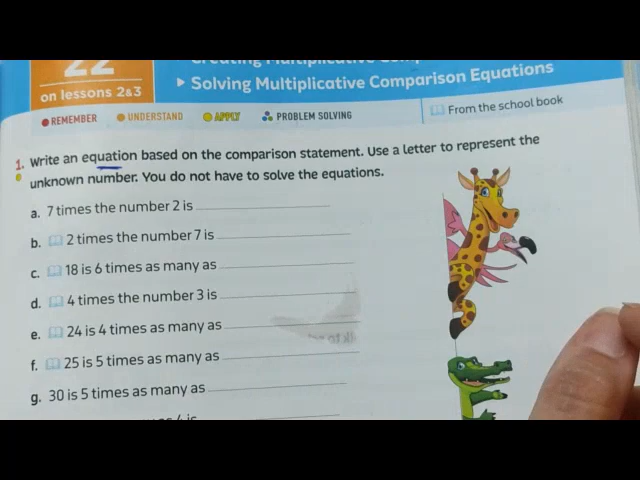 22
on lessons 2&3
Solving Multiplicative Comparison Equations
REMEMBER UNDERSTAND APPLY PROBLEM SOLVING
From the school book
1. Write an equation based on the comparison statement. Use a letter to represent the
unknown number. You do not have to solve the equations.
a. 7 times the number 2 is
b. 2 times the number 7 is
c. 18 is 6 times as many as
d. 4 times the number 3 is
e. 24 is 4 times as many as
f. 25 is 5 times as many as
g. 30 is 5 times as many as